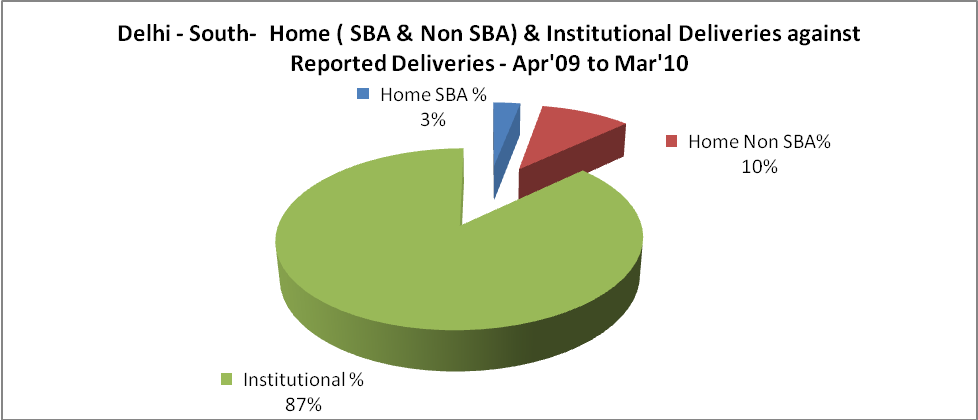 Delhi - South-  Home ( SBA & Non SBA) & Institutional Deliveries against
Reported Deliveries - Apr'09 to Mar'10
Home SBA %
3%
Home Non SBA%
10%
Institutional %
87%